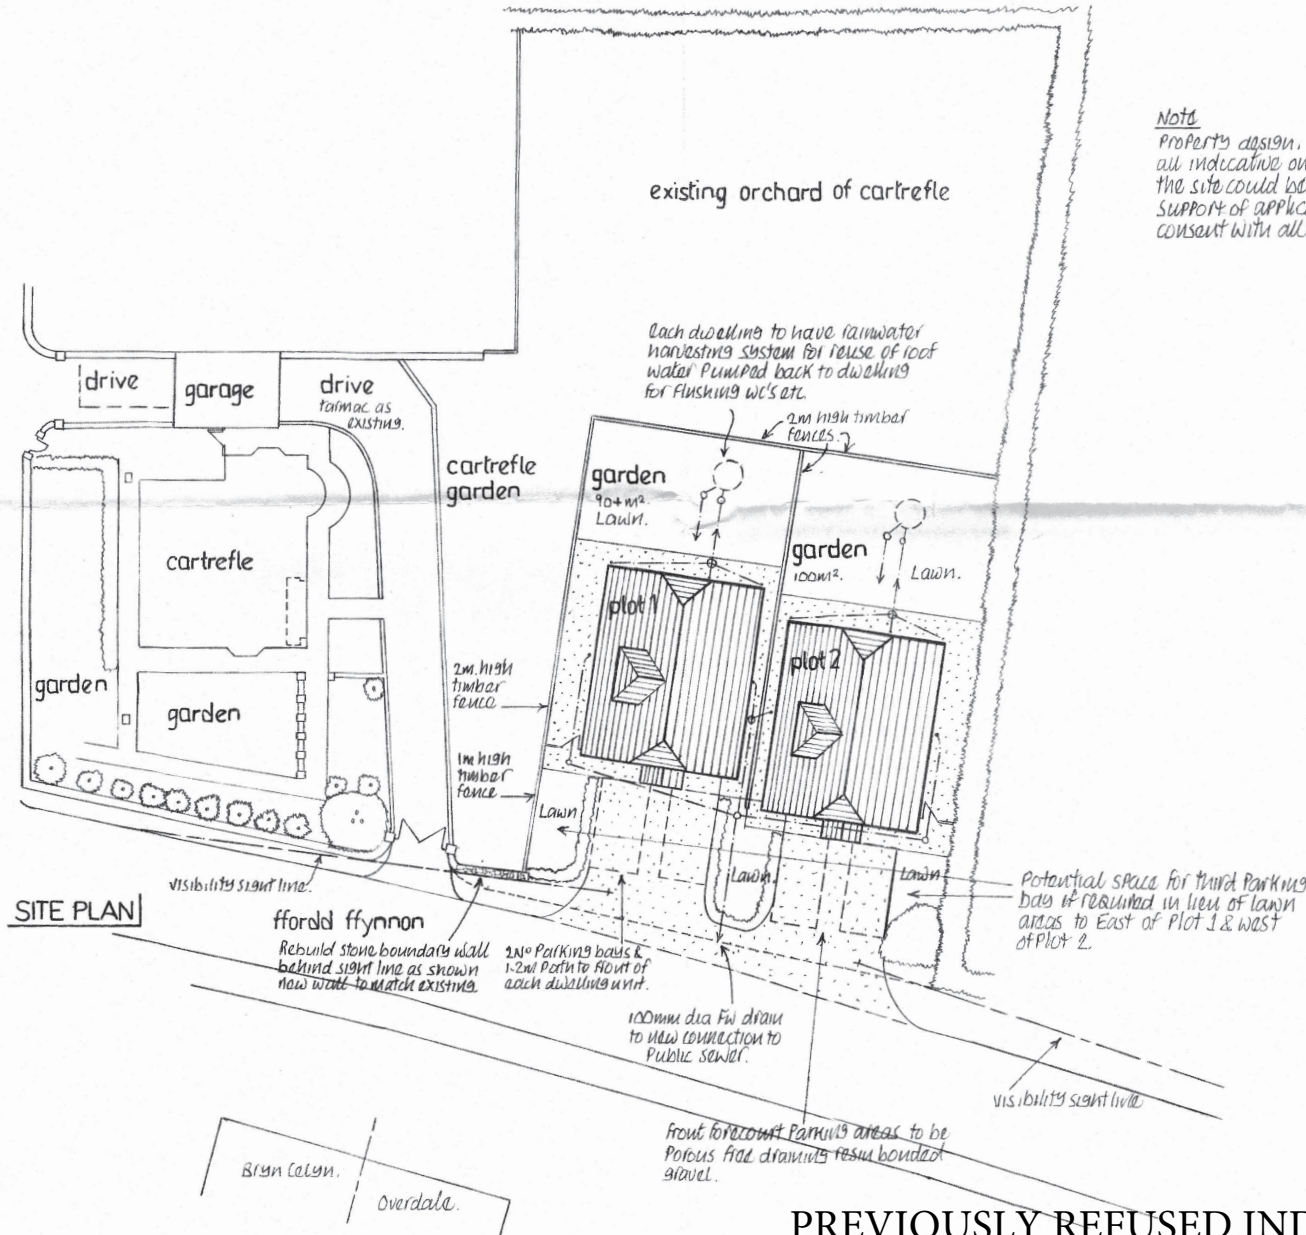 Note
Property design,
all indicative on
the site could be
support of applic
consent with all
existing orchard of cartrefle
Each dwelling to have rainwater
harvesting system for reuse of roof
water pumped back to dwelling
for flushing wc's etc.
2m high timber
fences.
drive
garage
drive
tarmac as
existing.
cartrefle
garden
garden
90+m².
Lawn.
garden
100m².
Lawn.
cartrefle
plot 1
plot 2
garden
garden
2m high
timber
fence
1m high
timber
fence
Lawn
Lawn.
Lawn
visibility sight line.
SITE PLAN
ffordd ffynnon
Rebuild stone boundary wall
behind sight line as shown
new wall to match existing.
2No Parking bays &
1.2m Path to front of
each dwelling unit.
Potential space for third Parking
bay if required in lieu of lawn
areas to East of Plot 1 & west
of Plot 2.
100mm dia FW drain
to new connection to
Public sewer.
visibility sight line
Front forecourt Parking areas to be
Porous free draining resin bonded
gravel.
Bryn Celyn.
Overdale.
PREVIOUSLY REFUSED IND